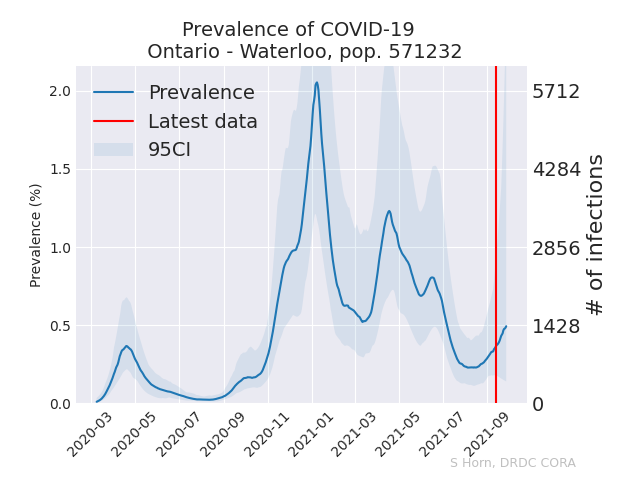 Prevalence of COVID-19
Ontario - Waterloo, pop. 571232
Prevalence
Latest data
95CI
Prevalence (%)
2.0
1.5
1.0
0.5
0.0
5712
4284
2856
1428
0
# of infections
2020-03
2020-05
2020-07
2020-09
2020-11
2021-01
2021-03
2021-05
2021-07
2021-09
S Horn, DRDC CORA